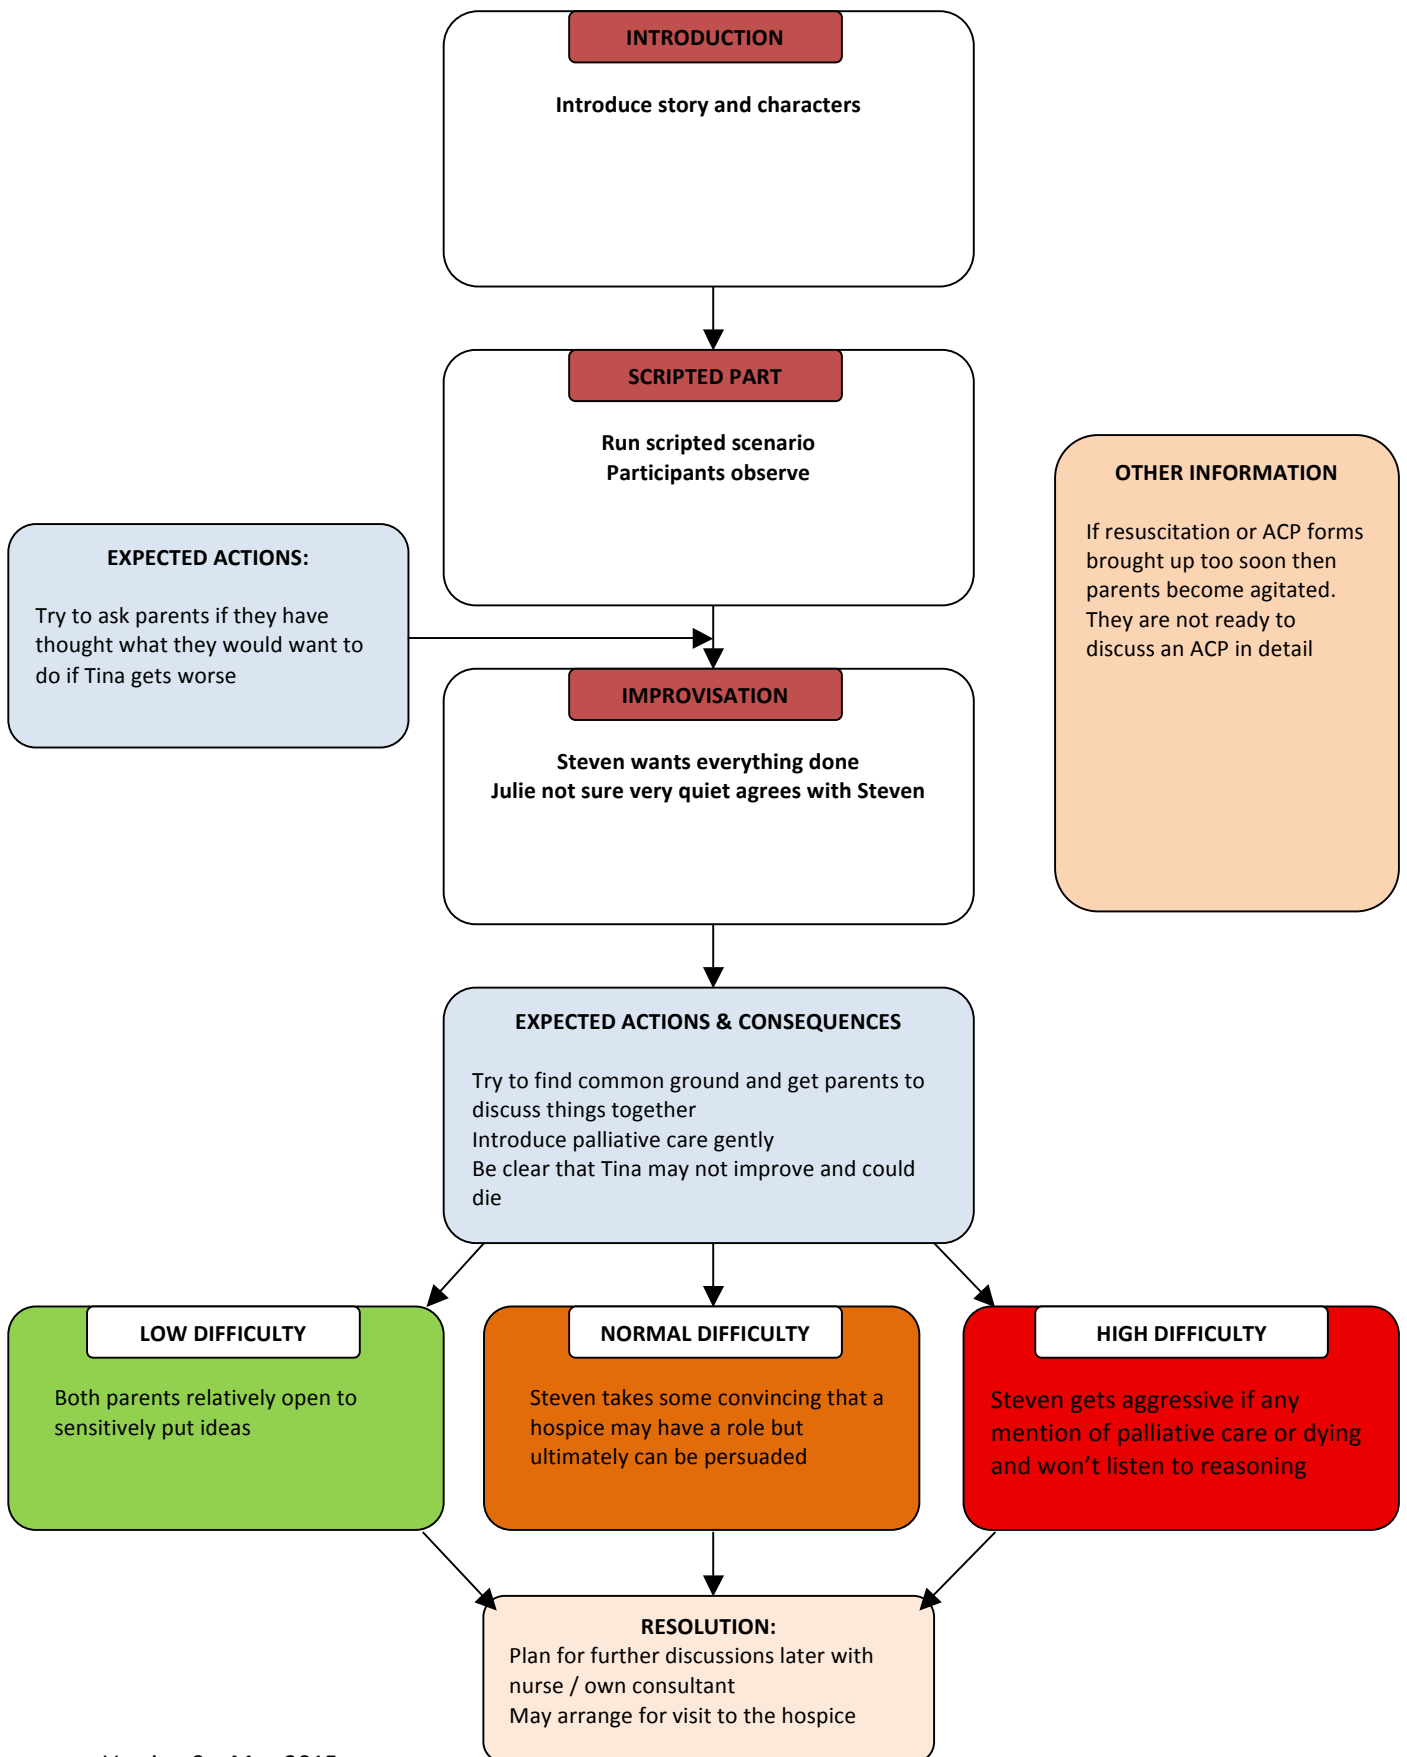 INTRODUCTION
Introduce story and characters
SCRIPTED PART
Run scripted scenario
Participants observe
OTHER INFORMATION
If resuscitation or ACP forms
brought up too soon then
parents become agitated.
They are not ready to
discuss an ACP in detail
EXPECTED ACTIONS:
Try to ask parents if they have
thought what they would want to
do if Tina gets worse
IMPROVISATION
Steven wants everything done
Julie not sure very quiet agrees with Steven
EXPECTED ACTIONS & CONSEQUENCES
Try to find common ground and get parents to
discuss things together
Introduce palliative care gently
Be clear that Tina may not improve and could
die
LOW DIFFICULTY
Both parents relatively open to
sensitively put ideas
NORMAL DIFFICULTY
Steven takes some convincing that a
hospice may have a role but
ultimately can be persuaded
HIGH DIFFICULTY
Steven gets aggressive if any
mention of palliative care or dying
and won’t listen to reasoning
RESOLUTION:
Plan for further discussions later with
nurse / own consultant
May arrange for visit to the hospice